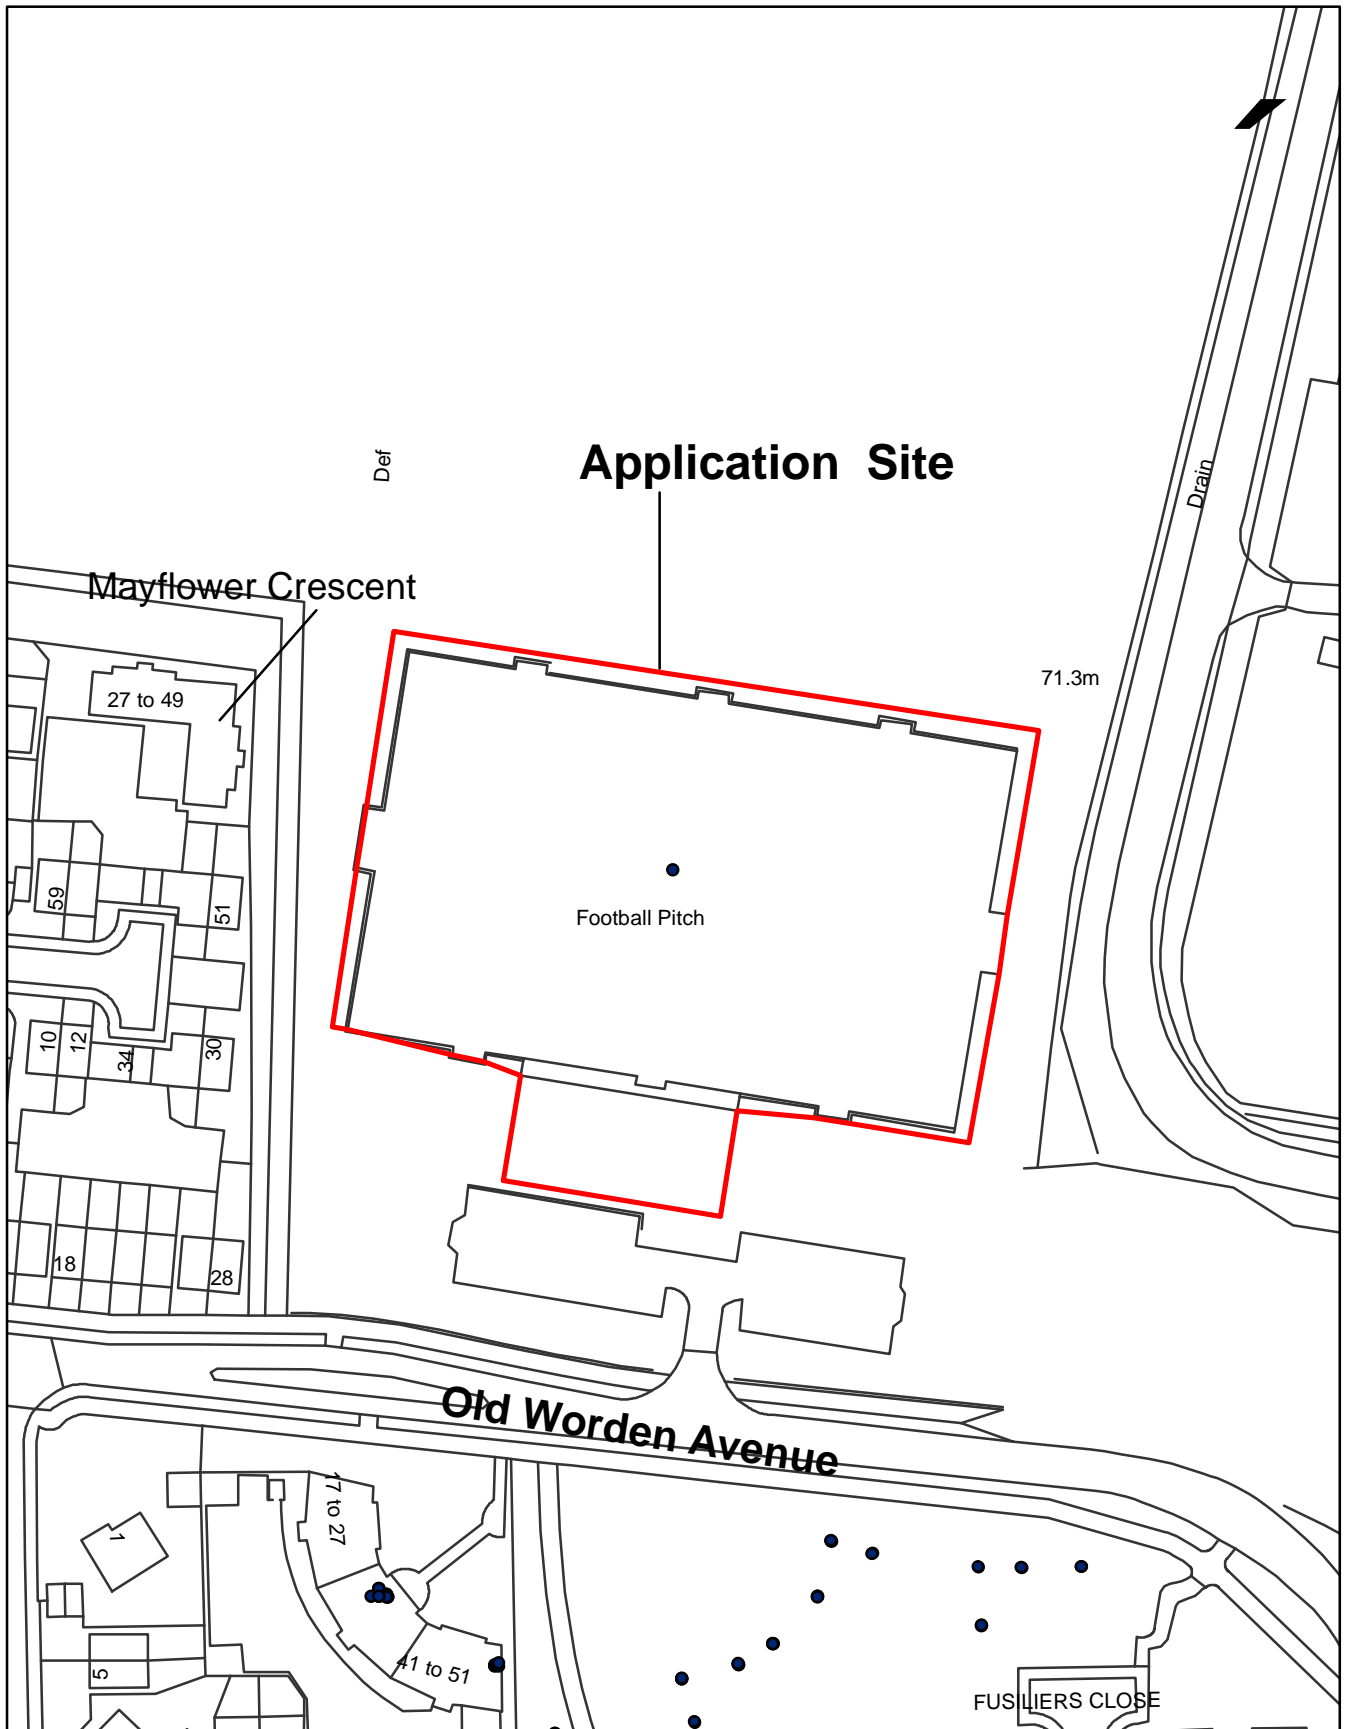 Def
Application Site
Drain
Mayflower Crescent
71.3m
27 to 49
Football Pitch
59
51
10
12
34
30
18
28
Old Worden Avenue
17 to 27
1
5
41 to 51
FUSILIERS CLOSE